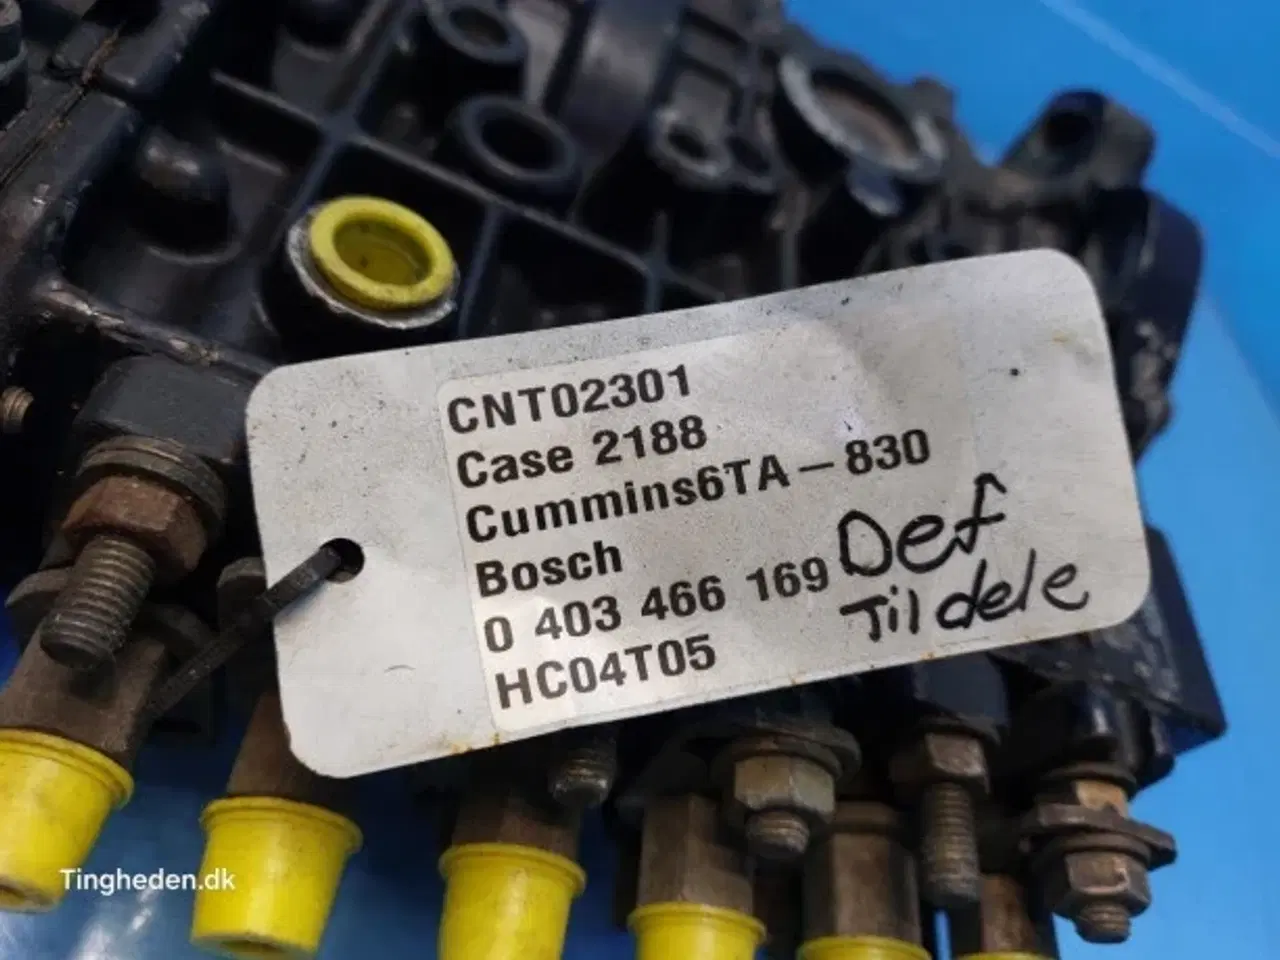 CNT02301
Case 2188
Cummins6TA-830
Bosch
0 403 466 169 Def
Til dele
HC04T05
Tingheden.dk